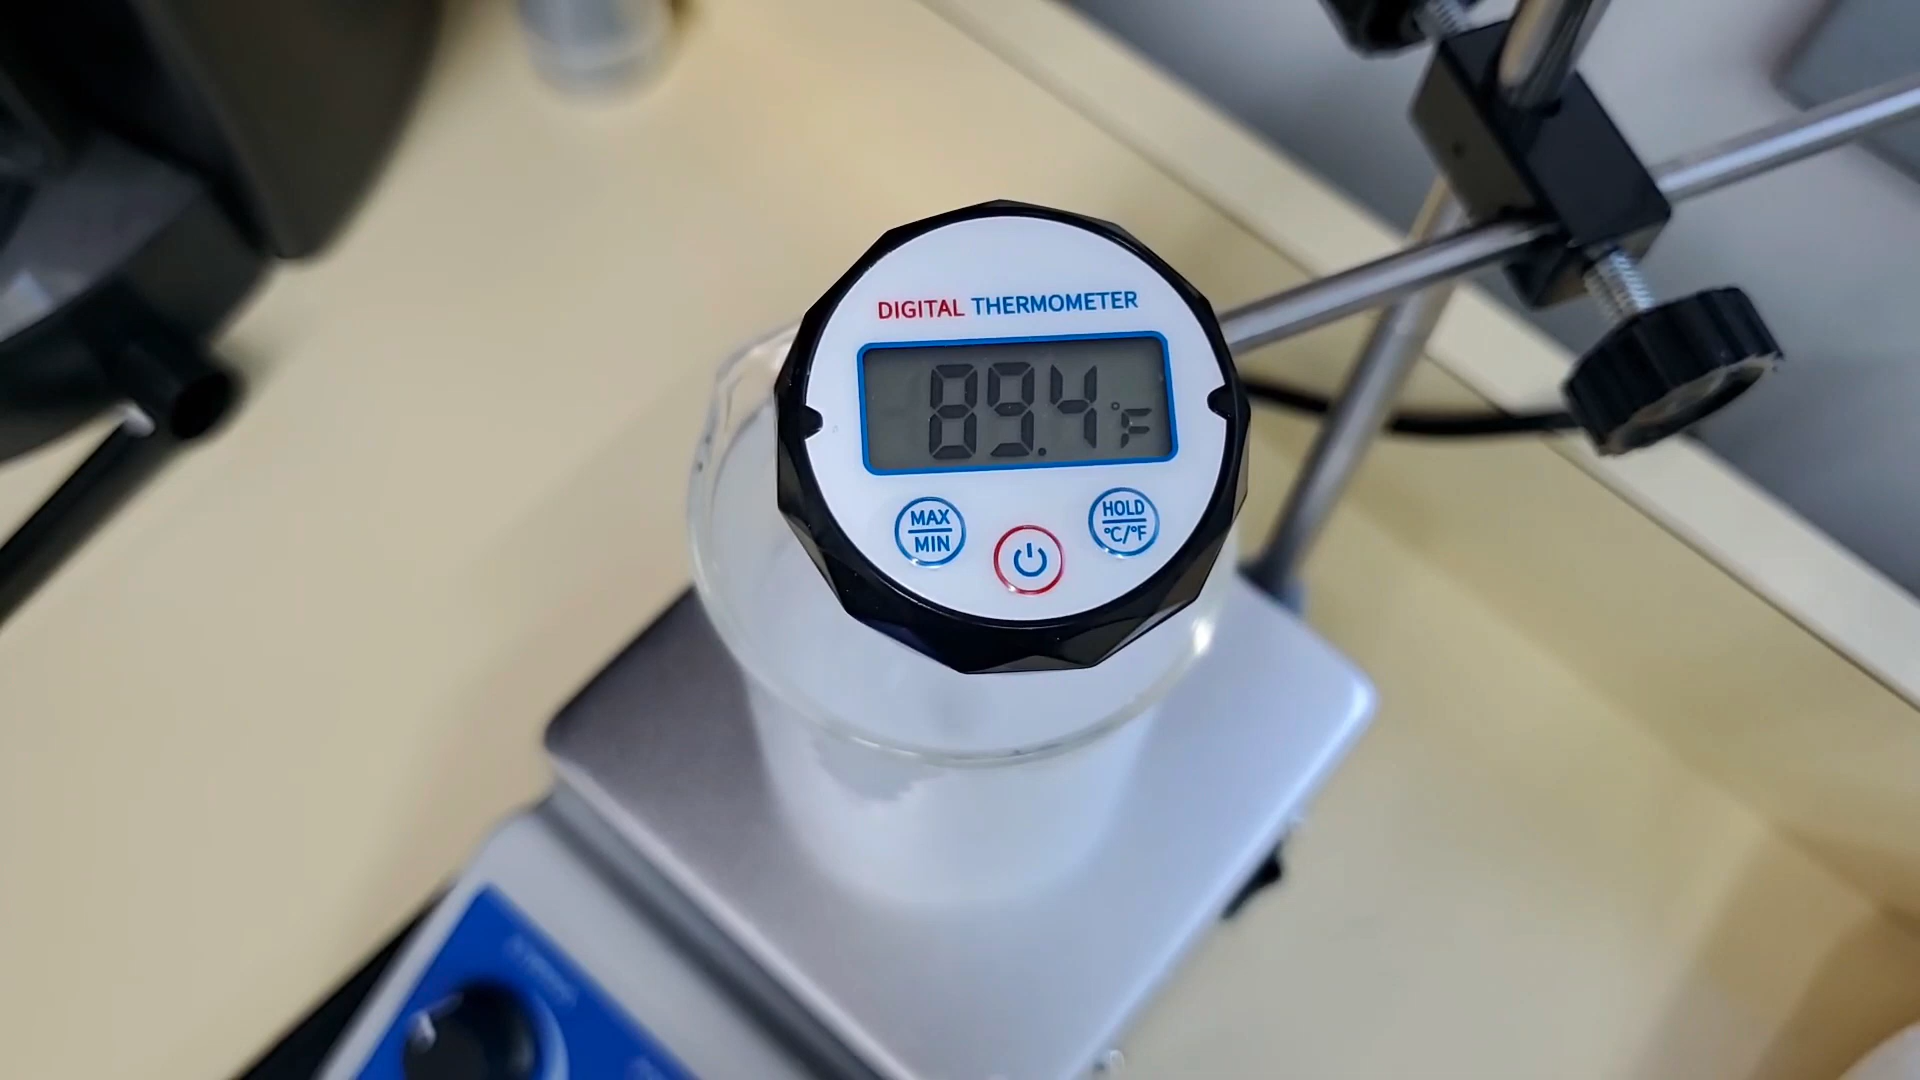 DIGITAL THERMOMETER
89.4 °F
MAX
MIN
HOLD
°C/°F